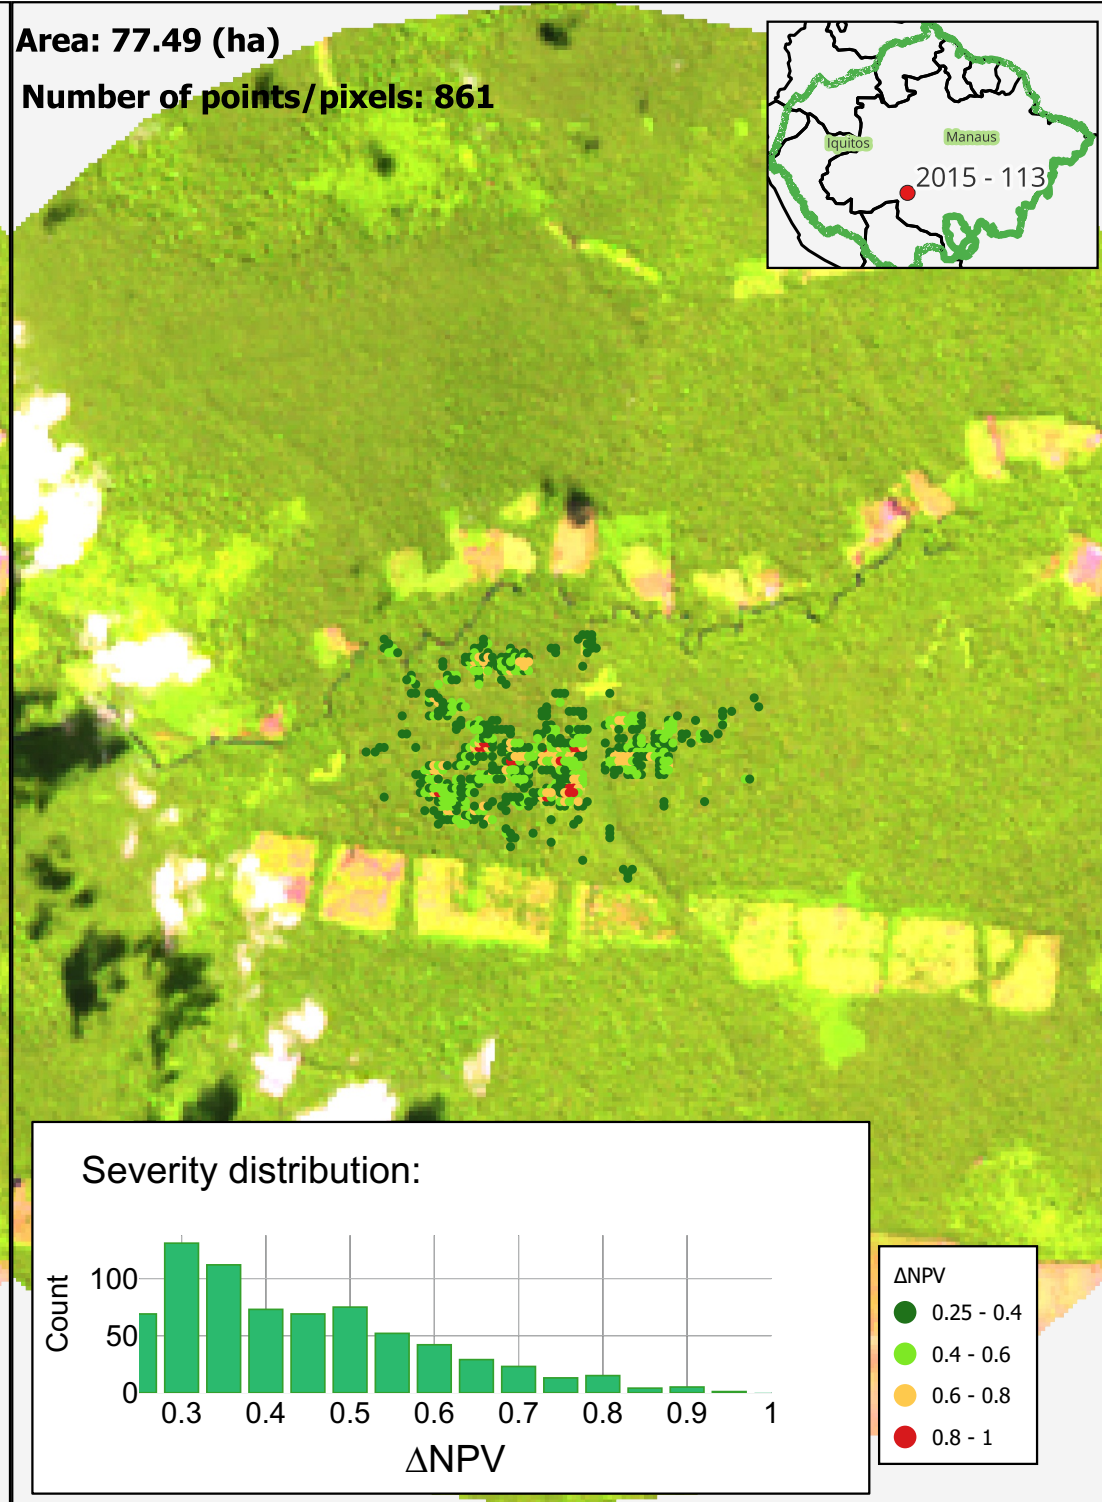 Area: 77.49 (ha)
Number of points/pixels: 861
Iquitos
Manaus
2015 - 113
Severity distribution:
Count
100
50
0
0.3 0.4 0.5 0.6 0.7 0.8 0.9 1
ΔNPV
ΔNPV
0.25 - 0.4
0.4 - 0.6
0.6 - 0.8
0.8 - 1